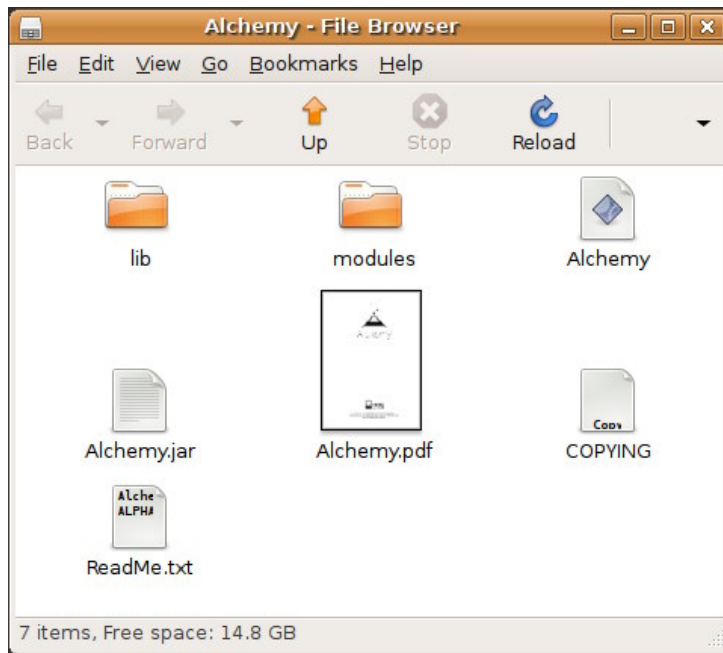 Alchemy - File Browser
File Edit View Go Bookmarks Help
Back Forward Up Stop Reload
lib modules Alchemy
Alchemy
Copy
Alchemy.jar Alchemy.pdf COPYING
Alche
ALPHA
ReadMe.txt
7 items, Free space: 14.8 GB